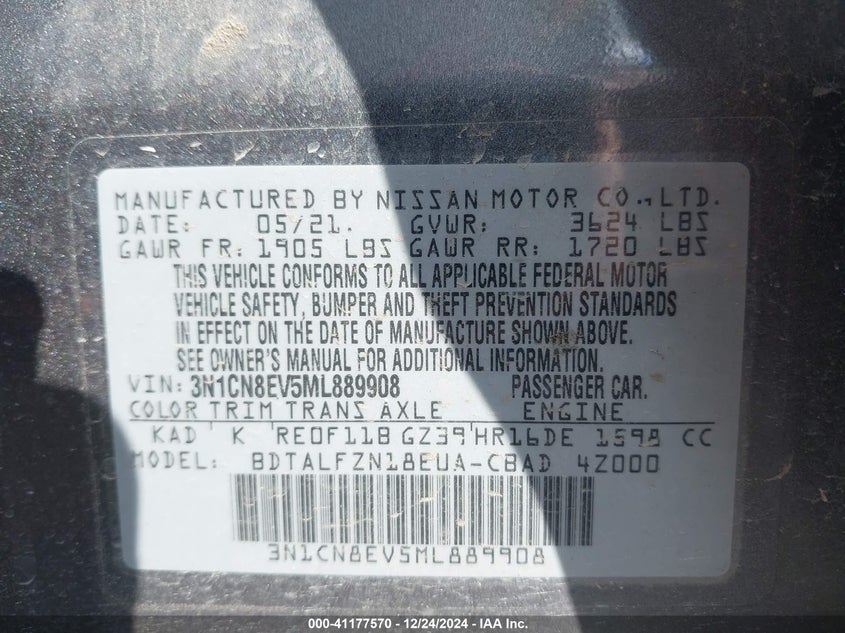 MANUFACTURED BY NISSAN MOTOR CO., LTD.
DATE: 05/21. GVWR: 3624 LBS
GAWR FR: 1905 LBS GAWR RR: 1720 LBS
THIS VEHICLE CONFORMS TO ALL APPLICABLE FEDERAL MOTOR
VEHICLE SAFETY, BUMPER AND THEFT PREVENTION STANDARDS
IN EFFECT ON THE DATE OF MANUFACTURE SHOWN ABOVE.
SEE OWNER'S MANUAL FOR ADDITIONAL INFORMATION.
VIN: 3N1CN8EV5ML889908 PASSENGER CAR.
COLOR TRIM TRANS AXLE ENGINE
KAD K RE0F11B GZ39 HR16DE 1598 CC
MODEL: BDTALFZN18EUA-CBAD 4Z000
3N1CN8EV5ML889908
000-41177570 - 12/24/2024 - IAA Inc.